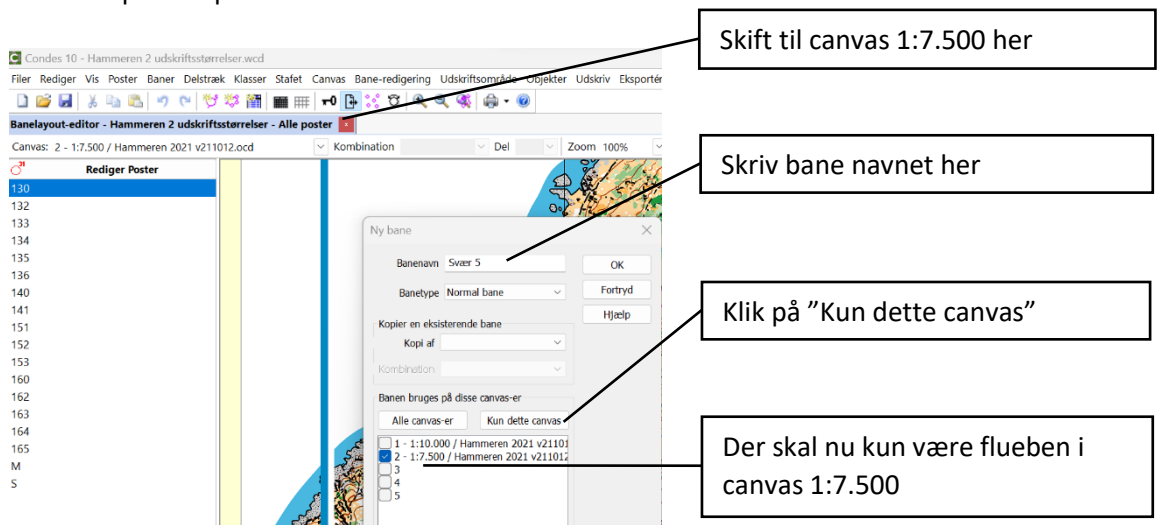 Skift til canvas 1:7.500 her
Condes 10 - Hammeren 2 udskriftsstørrelser.wcd
Filer Rediger Vis Poster Baner Delstræk Klasser Stafet Canvas Bane-redigering Udskriftsområde Objekter Udskriv Eksportér
Banelayout-editor - Hammeren 2 udskriftsstørrelser - Alle poster
Canvas: 2 - 1:7.500 / Hammeren 2021 v211012.ocd Kombination Del Zoom 100%
Rediger Poster
130
132
133
134
135
136
140
141
151
152
153
160
162
163
164
165
M
S
Skriv bane navnet her
Ny bane
Banenavn Svær 5 OK
Banetype Normal bane Fortryd
Hjælp
Kopier en eksisterende bane
Kopi af
Kombination
Banen bruges på disse canvas-er
Alle canvas-er Kun dette canvas
1 - 1:10.000 / Hammeren 2021 v21101
2 - 1:7.500 / Hammeren 2021 v211012
3
4
5
Klik på ”Kun dette canvas”
Der skal nu kun være flueben i
canvas 1:7.500